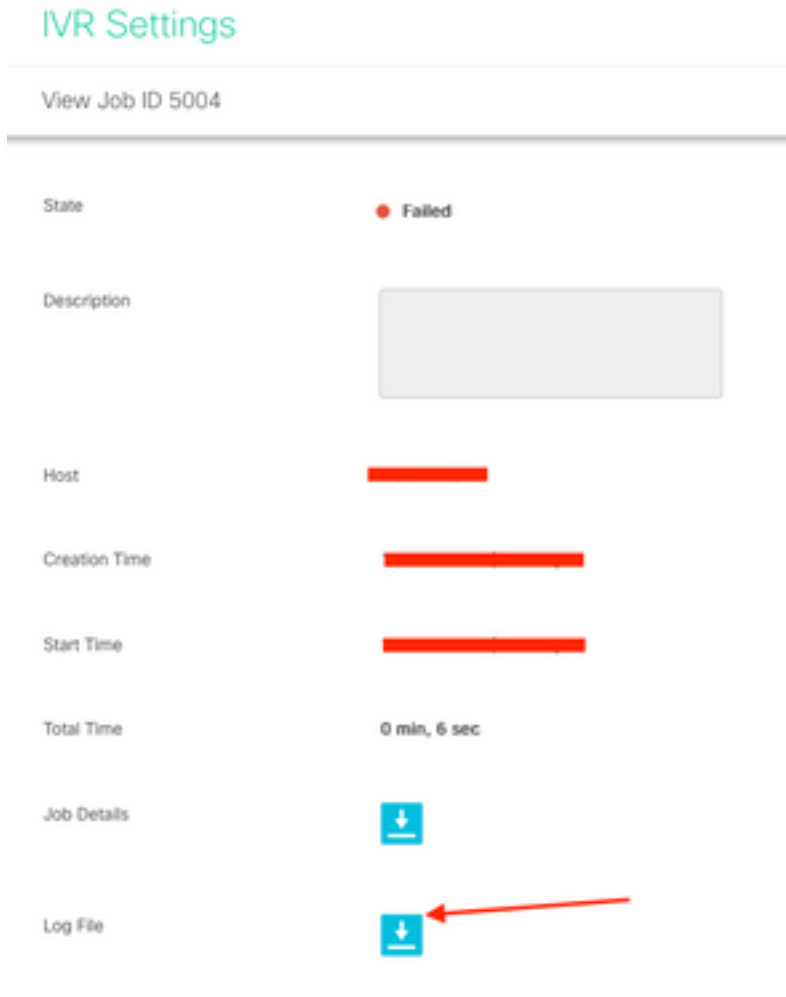 IVR Settings
View Job ID 5004
State
Failed
Description
Host
Creation Time
Start Time
Total Time
0 min, 6 sec
Job Details
Log File